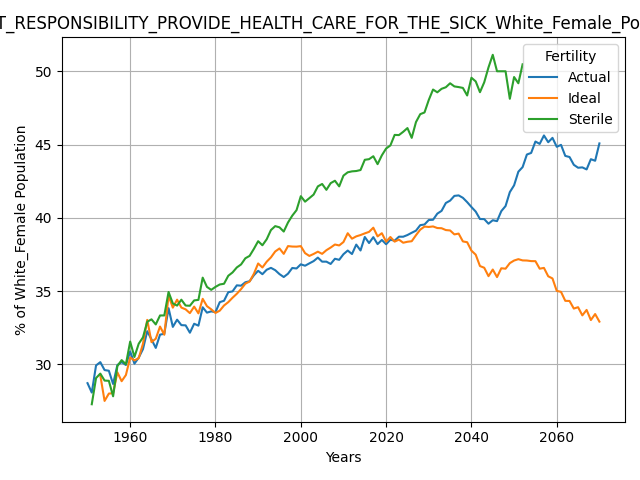 T_RESPONSIBILITY_PROVIDE_HEALTH_CARE_FOR_THE_SICK_White_Female_Po
Fertility
Actual
Ideal
Sterile
% of White_Female Population
50
45
40
35
30
1960
1980
2000
2020
2040
2060
Years